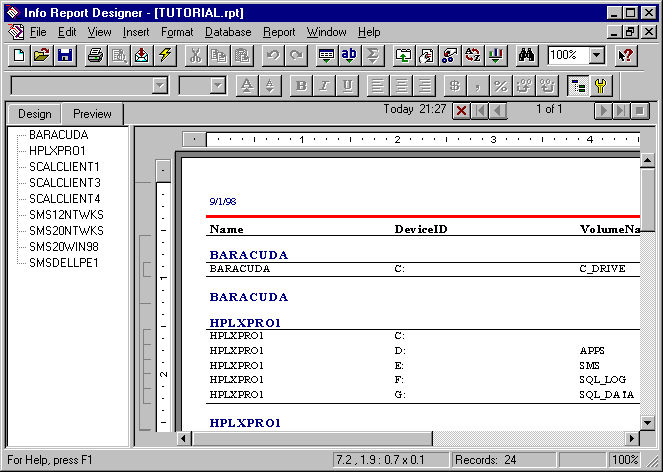 Info Report Designer - [TUTORIAL.rpt]
File Edit View Insert Format Database Report Window Help
ab Σ 100% ?
A A B I U $ , %
Design Preview Today 21:27 1 of 1
BARACUDA
HPLXPRO1
SCALCLIENT1
SCALCLIENT3
SCALCLIENT4
SMS12NTWKS
SMS20NTWKS
SMS20WIN98
SMSDELLPE1
1 2 3 4
1
2
9/1/98
Name DeviceID VolumeNa
BARACUDA
BARACUDA C: C_DRIVE
BARACUDA
HPLXPRO1
HPLXPRO1 C:
HPLXPRO1 D: APPS
HPLXPRO1 E: SMS
HPLXPRO1 F: SQL_LOG
HPLXPRO1 G: SQL_DATA
HPLXPRO1
For Help, press F1 7.2 , 1.9 : 0.7 x 0.1 Records: 24 100%